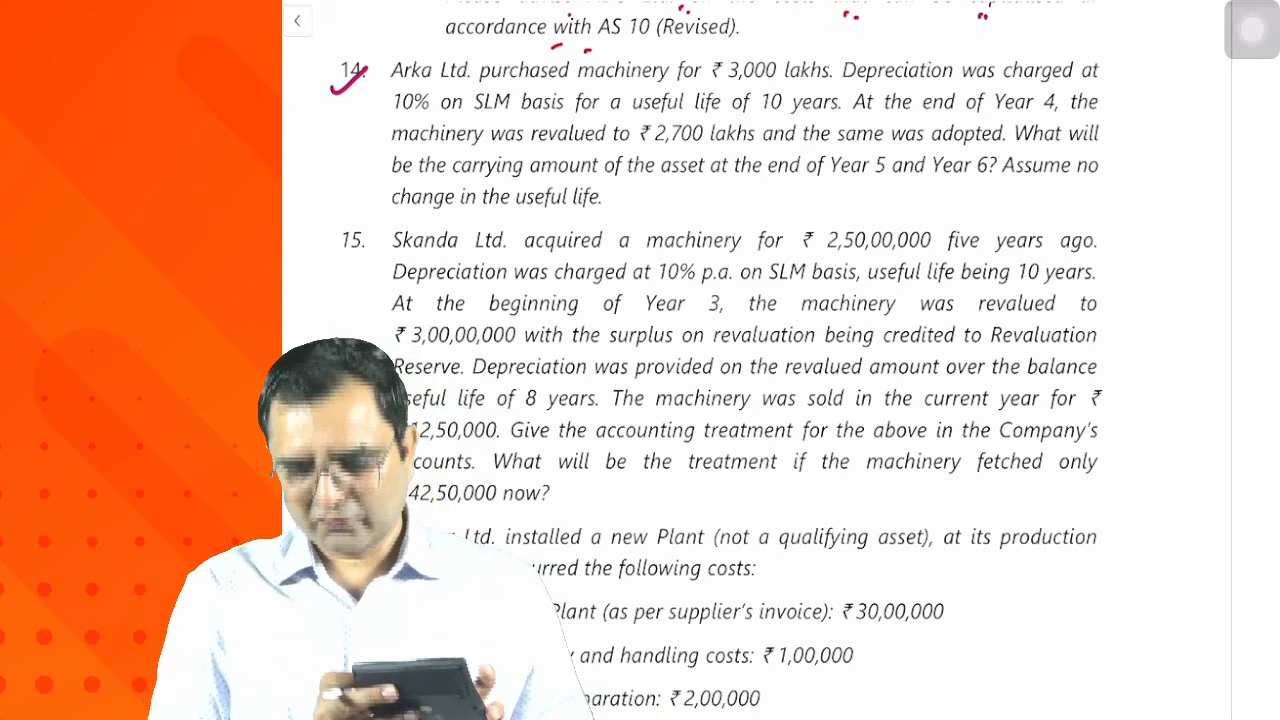 accordance with AS 10 (Revised).
14. Arka Ltd. purchased machinery for ₹ 3,000 lakhs. Depreciation was charged at
10% on SLM basis for a useful life of 10 years. At the end of Year 4, the
machinery was revalued to ₹ 2,700 lakhs and the same was adopted. What will
be the carrying amount of the asset at the end of Year 5 and Year 6? Assume no
change in the useful life.
15. Skanda Ltd. acquired a machinery for ₹ 2,50,00,000 five years ago.
Depreciation was charged at 10% p.a. on SLM basis, useful life being 10 years.
At the beginning of Year 3, the machinery was revalued to
₹ 3,00,00,000 with the surplus on revaluation being credited to Revaluation
Reserve. Depreciation was provided on the revalued amount over the balance
useful life of 8 years. The machinery was sold in the current year for ₹
12,50,000. Give the accounting treatment for the above in the Company's
counts. What will be the treatment if the machinery fetched only
42,50,000 now?
Ltd. installed a new Plant (not a qualifying asset), at its production
the following costs:
Plant (as per supplier's invoice): ₹ 30,00,000
and handling costs: ₹ 1,00,000
₹ 2,00,000